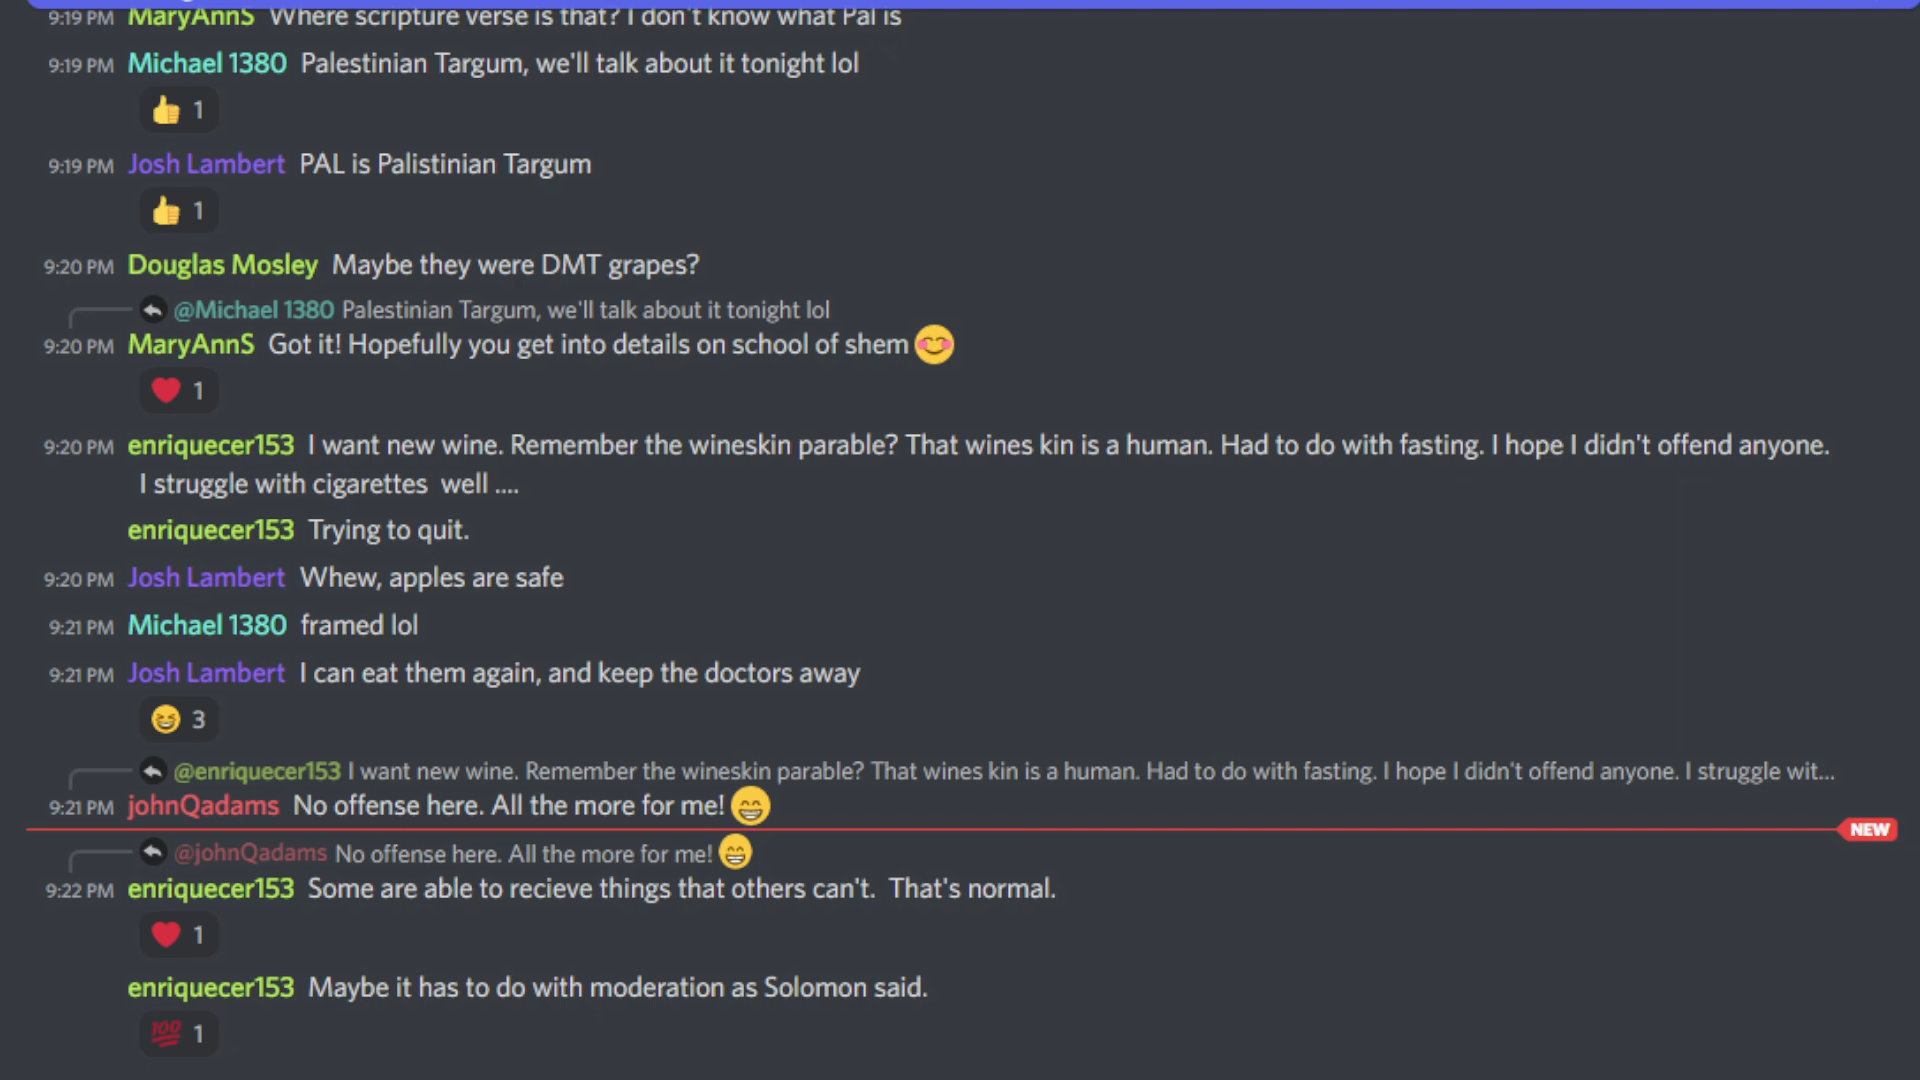 9:19 PM MaryAnnS Where scripture verse is that? I don't know what Pal is
9:19 PM Michael 1380 Palestinian Targum, we'll talk about it tonight lol
1
9:19 PM Josh Lambert PAL is Palistinian Targum
1
9:20 PM Douglas Mosley Maybe they were DMT grapes?
@Michael 1380 Palestinian Targum, we'll talk about it tonight lol
9:20 PM MaryAnnS Got it! Hopefully you get into details on school of shem 😊
1
9:20 PM enriquecer153 I want new wine. Remember the wineskin parable? That wines kin is a human. Had to do with fasting. I hope I didn't offend anyone.
I struggle with cigarettes well ....
enriquecer153 Trying to quit.
9:20 PM Josh Lambert Whew, apples are safe
9:21 PM Michael 1380 framed lol
9:21 PM Josh Lambert I can eat them again, and keep the doctors away
3
@enriquecer153 I want new wine. Remember the wineskin parable? That wines kin is a human. Had to do with fasting. I hope I didn't offend anyone. I struggle wit...
9:21 PM johnQadams No offense here. All the more for me! 😁
NEW
@johnQadams No offense here. All the more for me! 😁
9:22 PM enriquecer153 Some are able to recieve things that others can't. That's normal.
1
enriquecer153 Maybe it has to do with moderation as Solomon said.
💯 1